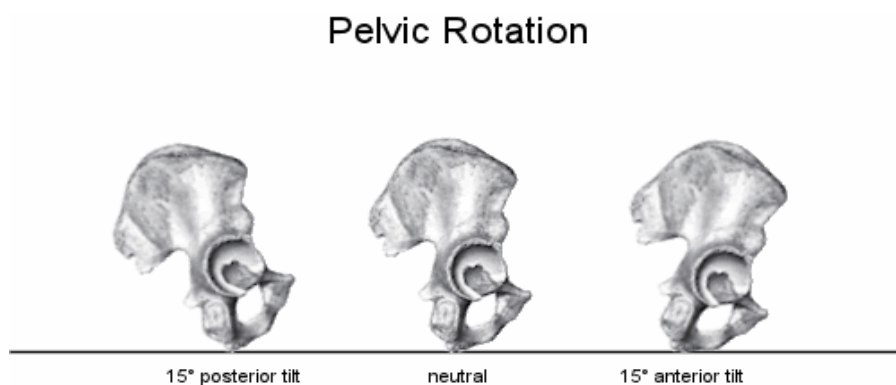 Pelvic Rotation
15° posterior tilt
neutral
15° anterior tilt